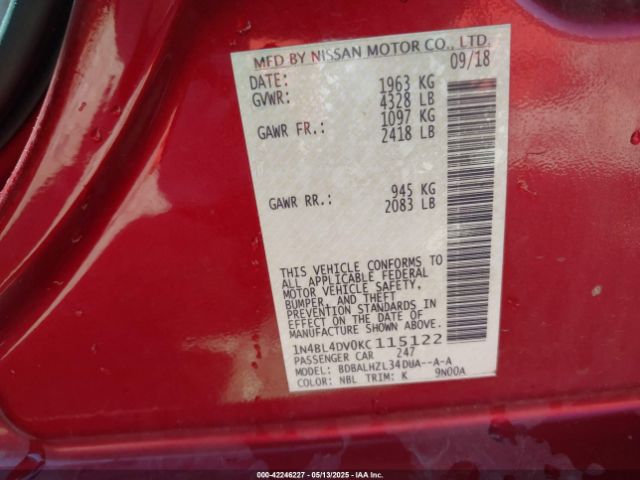 MFD BY NISSAN MOTOR CO., LTD.
DATE: 09/18
GVWR: 1963 KG
4328 LB
GAWR FR.: 1097 KG
2418 LB
GAWR RR.: 945 KG
2083 LB
THIS VEHICLE CONFORMS TO
ALL APPLICABLE FEDERAL
MOTOR VEHICLE SAFETY,
BUMPER, AND THEFT
PREVENTION STANDARDS IN
EFFECT ON THE DATE OF
MANUFACTURE SHOWN ABOVE.
1N4BL4DV0KC115122
PASSENGER CAR 247
MODEL: BDBALHZL34DUA--A-A
COLOR: NBL TRIM: K 9N00A
000-42246227 - 05/13/2025 - IAA Inc.